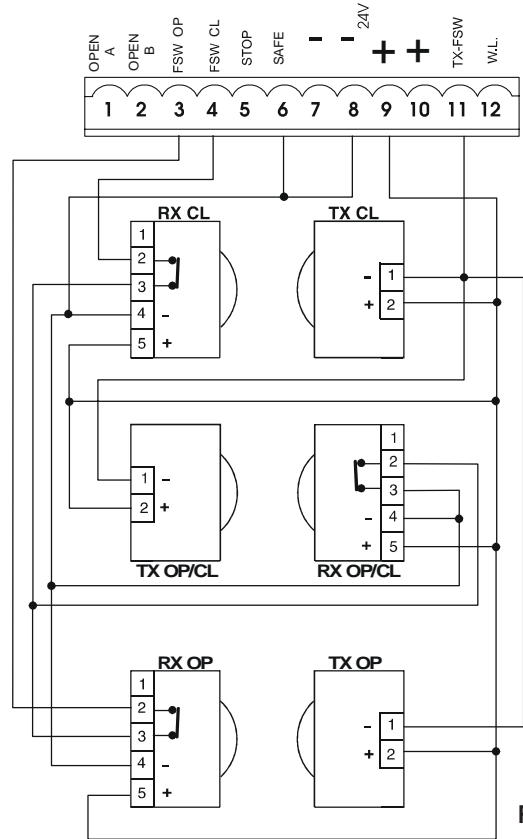 OPEN A
OPEN B
FSW OP
FSW CL
STOP
SAFE
-
-
24V
+
+
TX-FSW
W.L.
1 2 3 4 5 6 7 8 9 10 11 12
RX CL
1
2
3
4 -
5 +
TX CL
- 1
+ 2
TX OP/CL
1 -
2 +
1
2
3
- 4
+ 5
RX OP/CL
RX OP
1
2
3
4 -
5 +
TX OP
- 1
+ 2